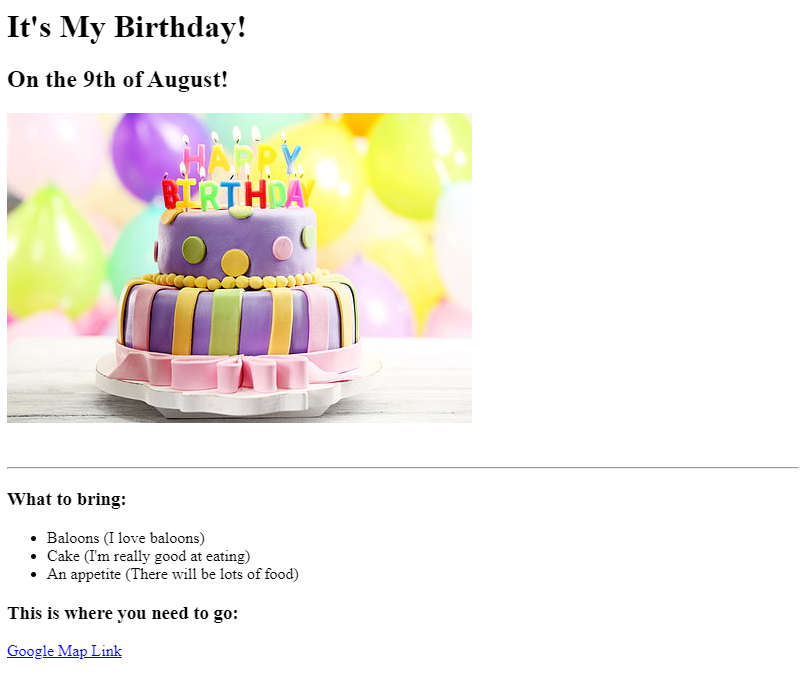 It's My Birthday!
On the 9th of August!
HAPPY
BIRTHDAY
What to bring:
Baloons (I love baloons)
Cake (I'm really good at eating)
An appetite (There will be lots of food)
This is where you need to go:
Google Map Link